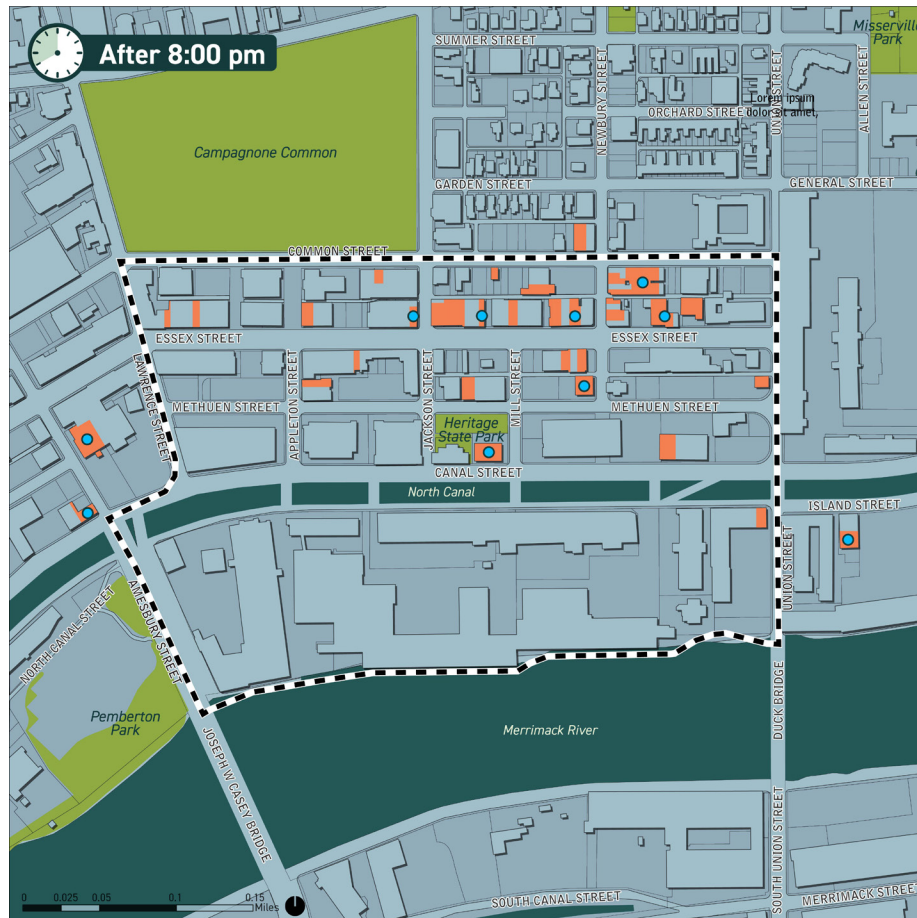 After 8:00 pm
SUMMER STREET
Misserville
Park
NEWBURY STREET
UNION STREET
ALLEN STREET
Lorem ipsum
dolor sit amet,
ORCHARD STREET
Campagnone Common
GARDEN STREET
GENERAL STREET
COMMON STREET
ESSEX STREET
ESSEX STREET
LAWRENCE STREET
APPLETON STREET
JACKSON STREET
MILL STREET
METHUEN STREET
METHUEN STREET
Heritage
State Park
CANAL STREET
North Canal
ISLAND STREET
UNION STREET
NORTH CANAL STREET
AMESBURY STREET
Pemberton
Park
Merrimack River
DUCK BRIDGE
JOSEPH W CASEY BRIDGE
SOUTH UNION STREET
0 0.025 0.05 0.1 0.15
Miles
SOUTH CANAL STREET
MERRIMACK STREET